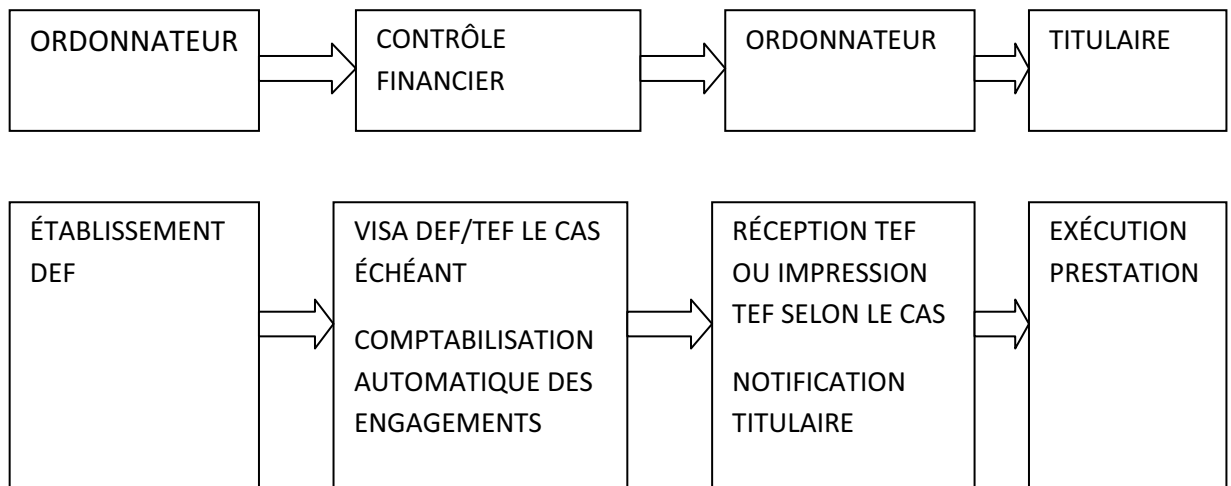 ORDONNATEUR
CONTRÔLE
FINANCIER
ORDONNATEUR
TITULAIRE
ÉTABLISSEMENT
DEF
VISA DEF/TEF LE CAS
ÉCHÉANT
COMPTABILISATION
AUTOMATIQUE DES
ENGAGEMENTS
RÉCEPTION TEF
OU IMPRESSION
TEF SELON LE CAS
NOTIFICATION
TITULAIRE
EXÉCUTION
PRESTATION